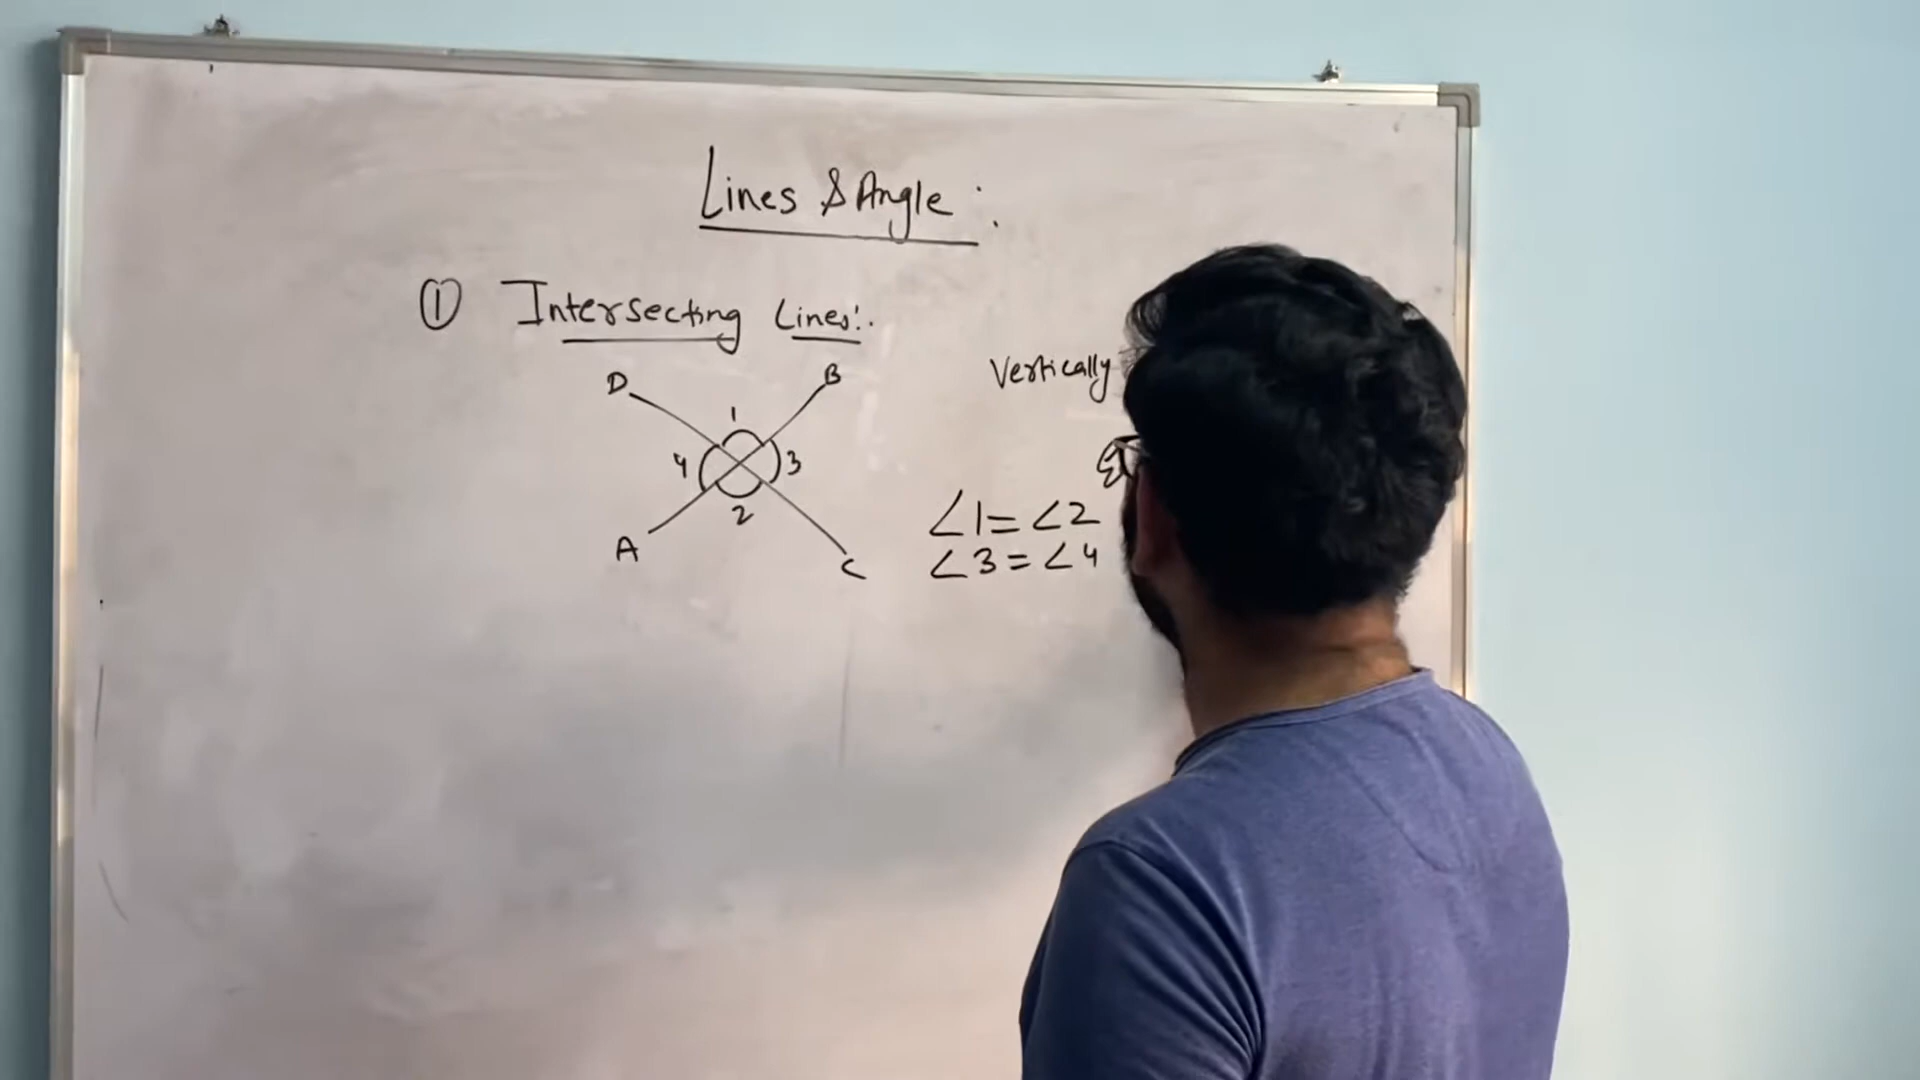 Lines & Angle :
① Intersecting Lines:.
D B
Vertically
1
4 3
2
∠1=∠2
A C
∠3=∠4